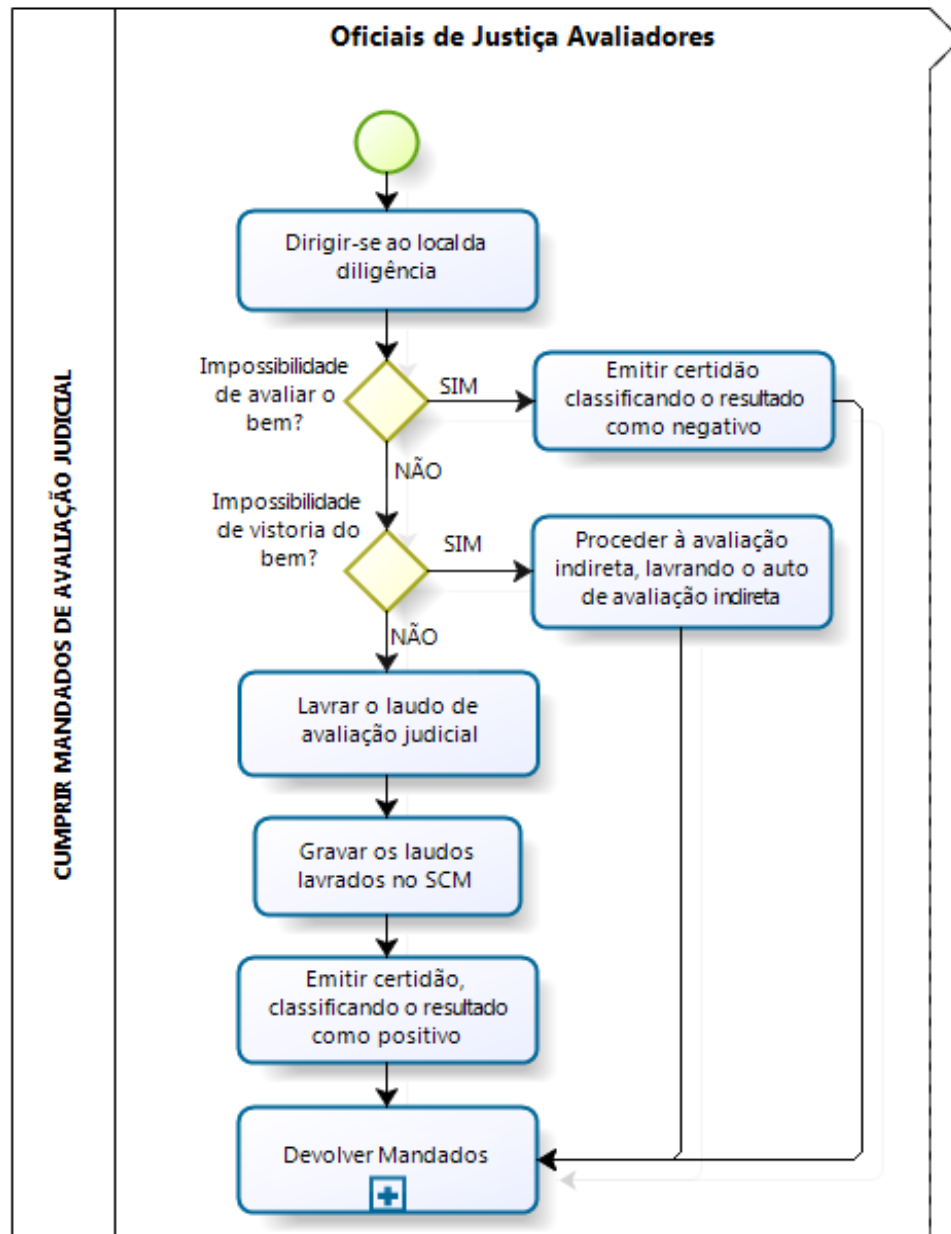 Oficiais de Justiça Avaliadores
CUMPRIR MANDADOS DE AVALIAÇÃO JUDICIAL
Dirigir-se ao local da
diligência
Impossibilidade
de avaliar o
bem?
SIM
Emitir certidão
classificando o resultado
como negativo
NÃO
Impossibilidade
de vistoria do
bem?
SIM
Proceder à avaliação
indireta, lavrando o auto
de avaliação indireta
NÃO
Lavrar o laudo de
avaliação judicial
Gravar os laudos
lavrados no SCM
Emitir certidão,
classificando o resultado
como positivo
Devolver Mandados